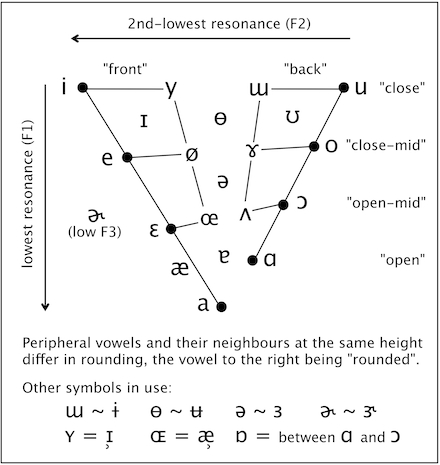 2nd-lowest resonance (F2)
"front" "back"
i y ɯ u "close"
ɪ ɵ ʊ
lowest resonance (F1)
e ø ɤ o "close-mid"
ə
ɚ œ ʌ ɔ "open-mid"
(low F3) ɛ
æ ɐ ɑ "open"
a
Peripheral vowels and their neighbours at the same height
differ in rounding, the vowel to the right being "rounded".
Other symbols in use:
ɯ ~ ɨ ɵ ~ ʉ ə ~ ɜ ɚ ~ ɝ
ʏ = ɪ̹ ɶ = æ̹ ɒ = between ɑ and ɔ